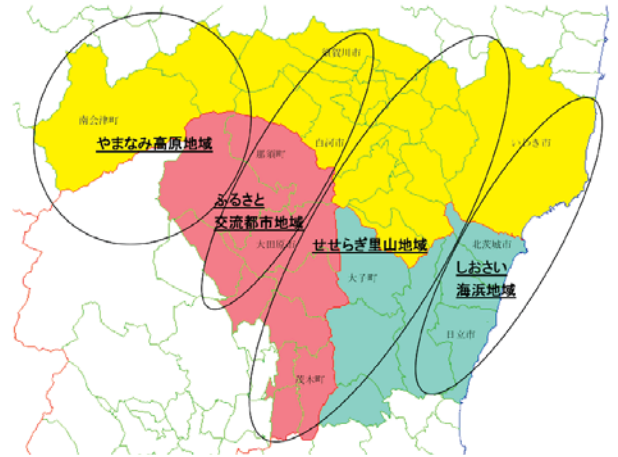 須賀川市
南会津町
やまなみ高原地域
白河市
いわき市
那須町
ふるさと
交流都市地域
大田原市
せせらぎ里山地域
北茨城市
しおさい
海浜地域
大子町
日立市
茂木町